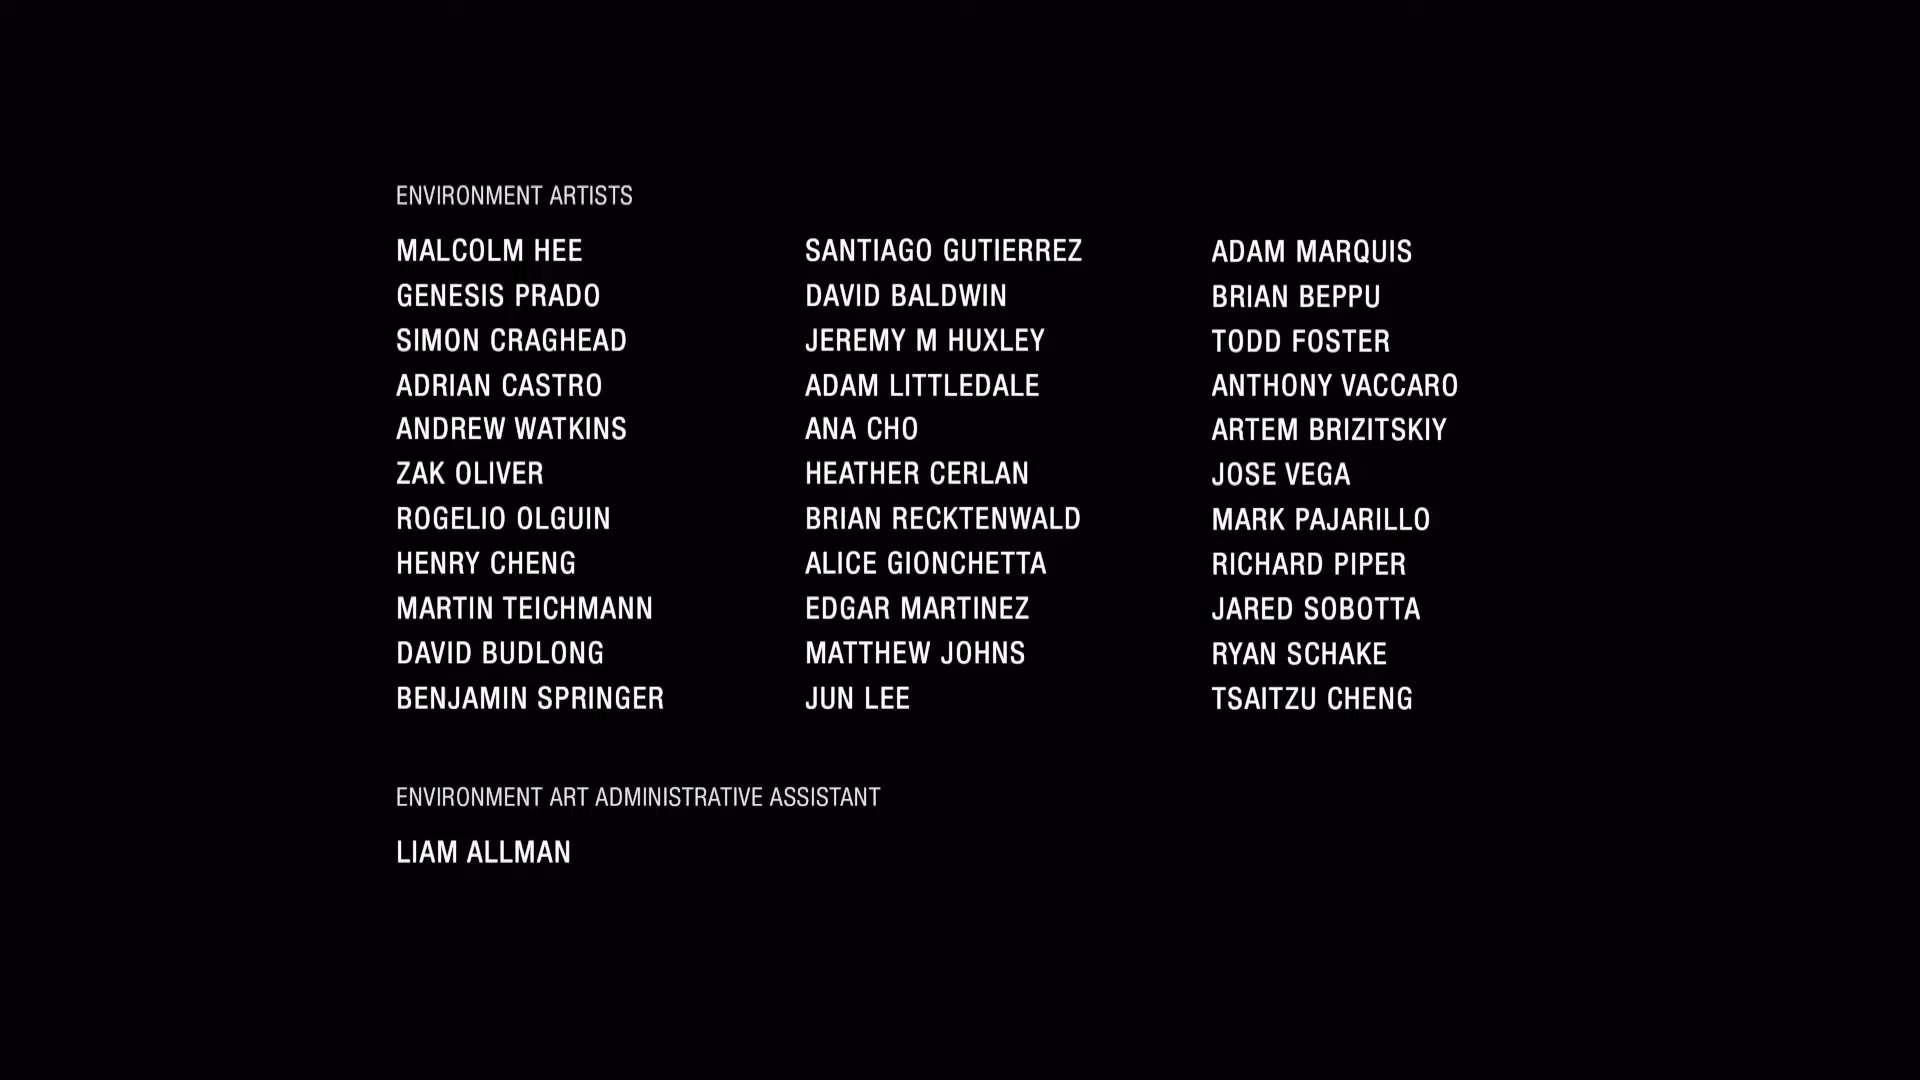 ENVIRONMENT ARTISTS
MALCOLM HEE
GENESIS PRADO
SIMON CRAGHEAD
ADRIAN CASTRO
ANDREW WATKINS
ZAK OLIVER
ROGELIO OLGUIN
HENRY CHENG
MARTIN TEICHMANN
DAVID BUDLONG
BENJAMIN SPRINGER
SANTIAGO GUTIERREZ
DAVID BALDWIN
JEREMY M HUXLEY
ADAM LITTLEDALE
ANA CHO
HEATHER CERLAN
BRIAN RECKTENWALD
ALICE GIONCHETTA
EDGAR MARTINEZ
MATTHEW JOHNS
JUN LEE
ADAM MARQUIS
BRIAN BEPPU
TODD FOSTER
ANTHONY VACCARO
ARTEM BRIZITSKIY
JOSE VEGA
MARK PAJARILLO
RICHARD PIPER
JARED SOBOTTA
RYAN SCHAKE
TSAITZU CHENG
ENVIRONMENT ART ADMINISTRATIVE ASSISTANT
LIAM ALLMAN